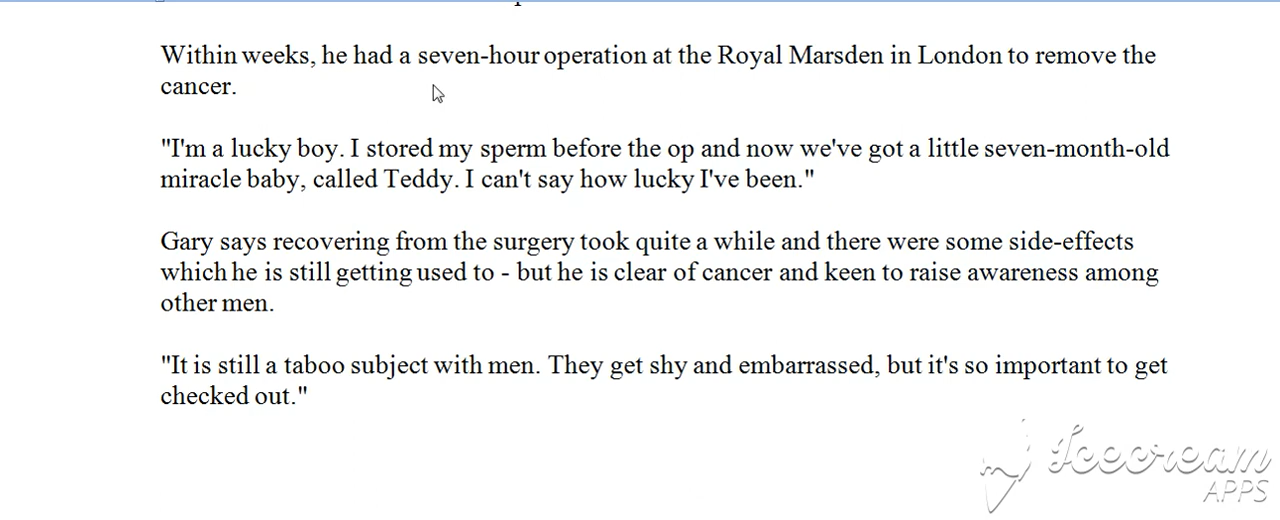 Within weeks, he had a seven-hour operation at the Royal Marsden in London to remove the
cancer.
"I'm a lucky boy. I stored my sperm before the op and now we've got a little seven-month-old
miracle baby, called Teddy. I can't say how lucky I've been."
Gary says recovering from the surgery took quite a while and there were some side-effects
which he is still getting used to - but he is clear of cancer and keen to raise awareness among
other men.
"It is still a taboo subject with men. They get shy and embarrassed, but it's so important to get
checked out."
Icecream
APPS